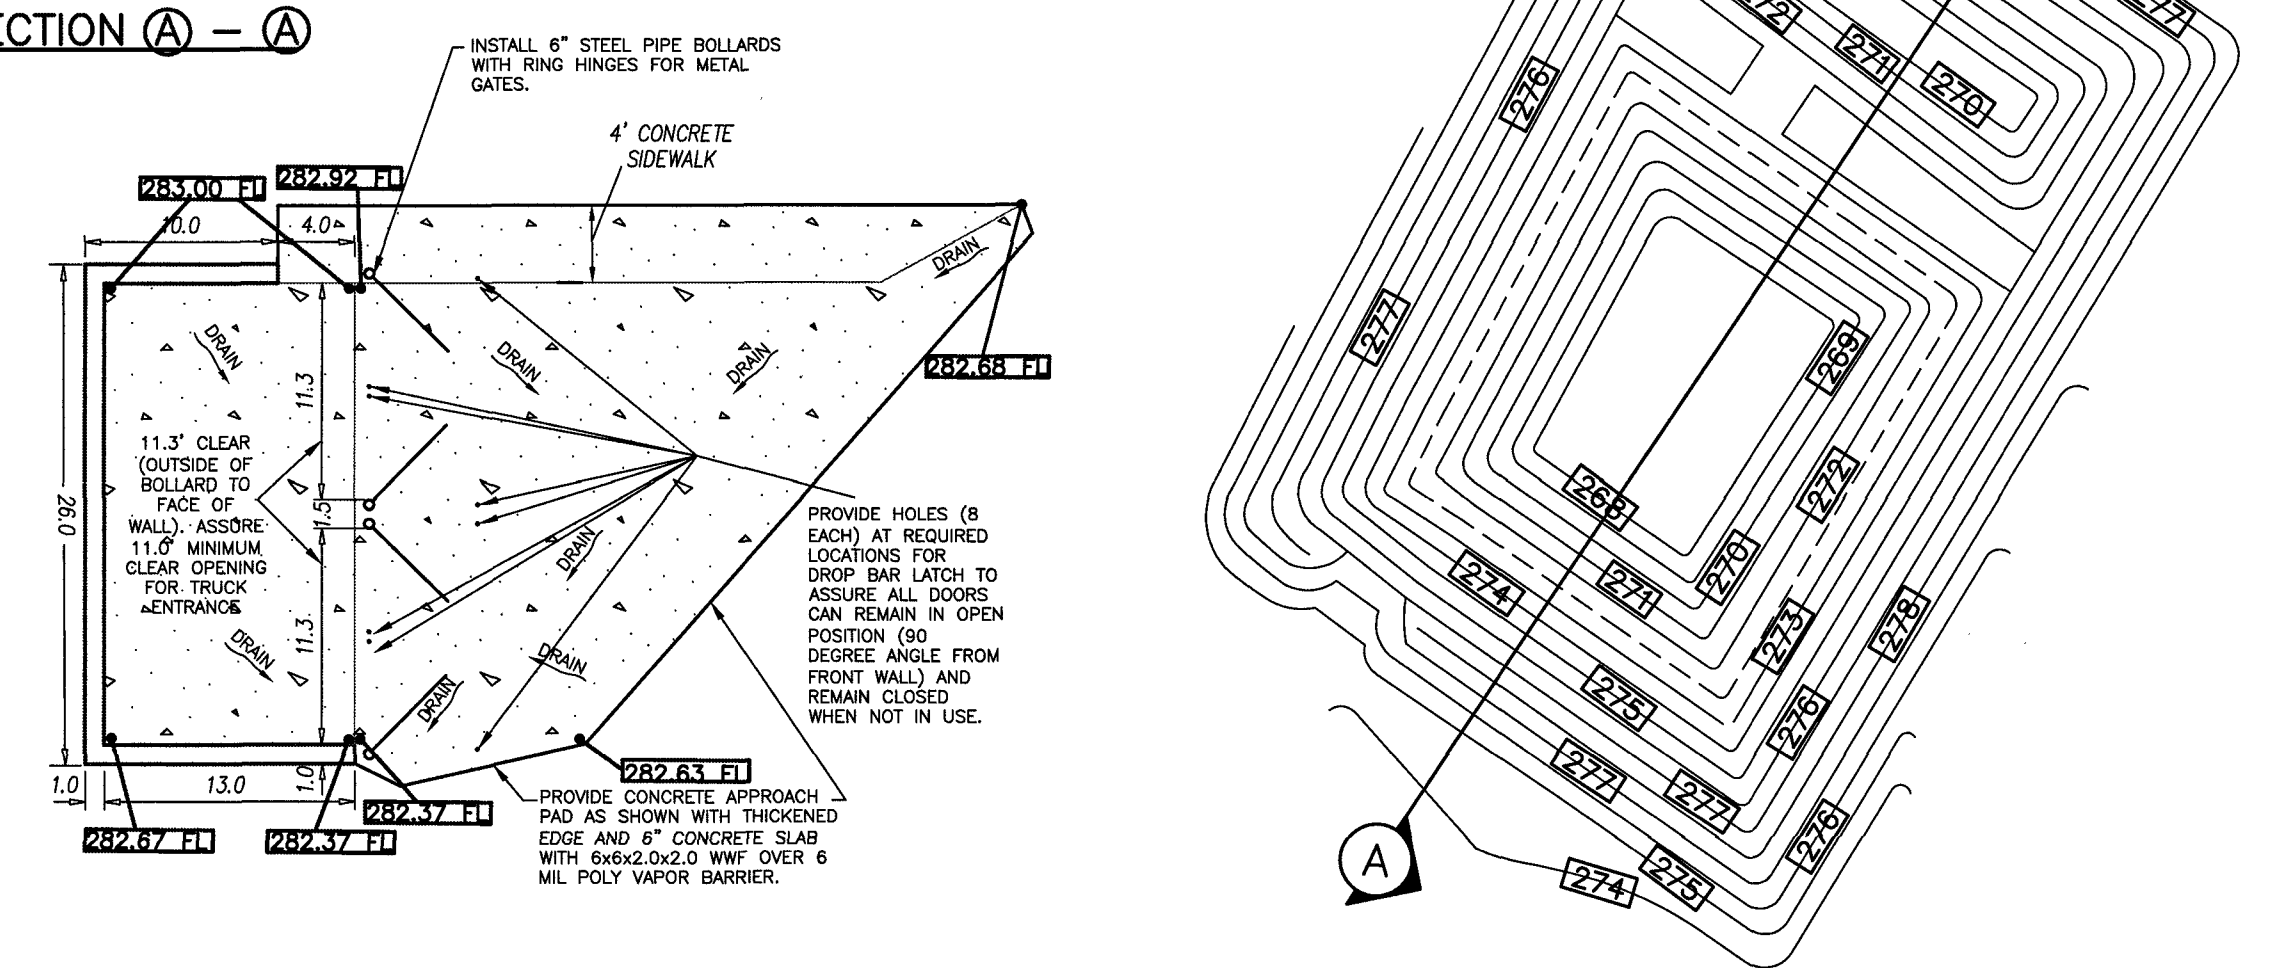 ECTION A – A
INSTALL 6" STEEL PIPE BOLLARDS
WITH RING HINGES FOR METAL
GATES.
4' CONCRETE
SIDEWALK
283.00 FL
282.92 FL
10.0
4.0
DRAIN
282.68 FL
DRAIN
DRAIN
DRAIN
11.3
11.3' CLEAR
(OUTSIDE OF
BOLLARD TO
FACE OF
WALL). ASSURE
11.0' MINIMUM
CLEAR OPENING
FOR TRUCK
ENTRANCE
26.0
1.5
DRAIN
11.3
DRAIN
DRAIN
DRAIN
PROVIDE HOLES (8
EACH) AT REQUIRED
LOCATIONS FOR
DROP BAR LATCH TO
ASSURE ALL DOORS
CAN REMAIN IN OPEN
POSITION (90
DEGREE ANGLE FROM
FRONT WALL) AND
REMAIN CLOSED
WHEN NOT IN USE.
1.0
13.0
1.0
282.63 FL
282.37 FL
282.67 FL
282.37 FL
PROVIDE CONCRETE APPROACH
PAD AS SHOWN WITH THICKENED
EDGE AND 6" CONCRETE SLAB
WITH 6x6x2.0x2.0 WWF OVER 6
MIL POLY VAPOR BARRIER.
272
277
271
270
276
277
269
268
272
274
271
270
273
278
275
276
277
277
276
274
275
A